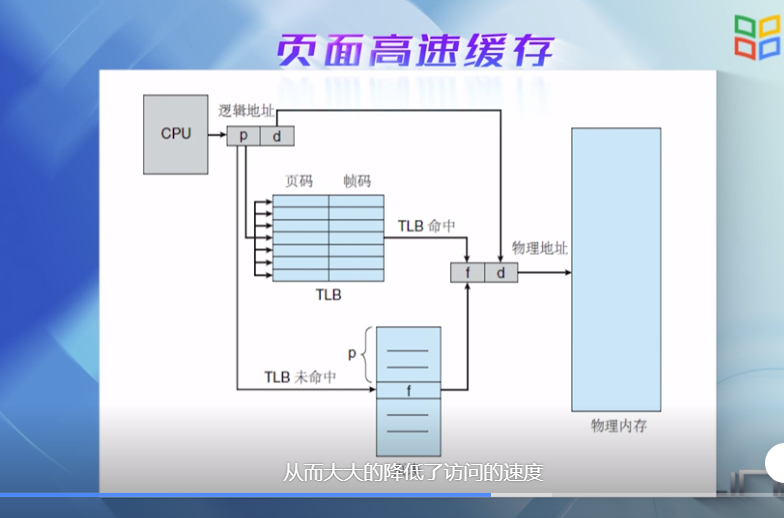 页面高速缓存
逻辑地址
CPU
p d
页码 帧码
TLB 命中
物理地址
f d
TLB
p
TLB 未命中
f
物理内存
从而大大的降低了访问的速度